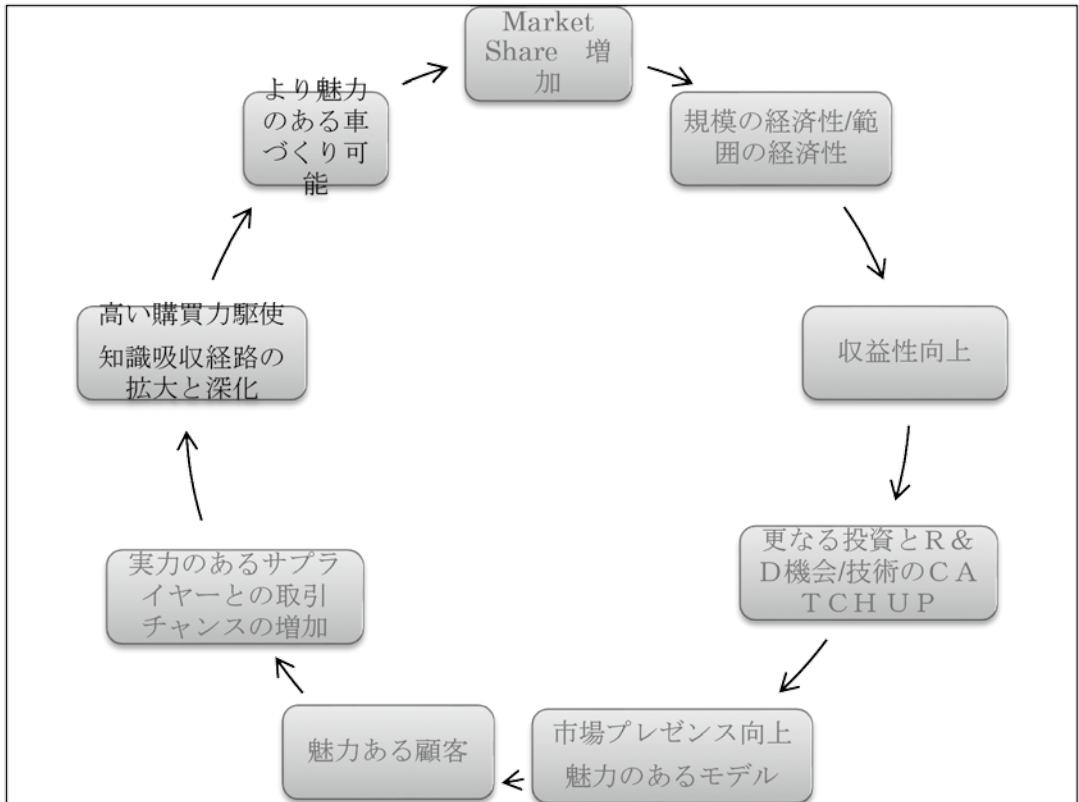 Market
Share　増
加
規模の経済性/範
囲の経済性
収益性向上
更なる投資とＲ＆
Ｄ機会/技術のＣＡ
ＴＣＨ ＵＰ
市場プレゼンス向上
魅力のあるモデル
魅力ある顧客
実力のあるサプラ
イヤーとの取引
チャンスの増加
高い購買力駆使
知識吸収経路の
拡大と深化
より魅力
のある車
づくり可
能